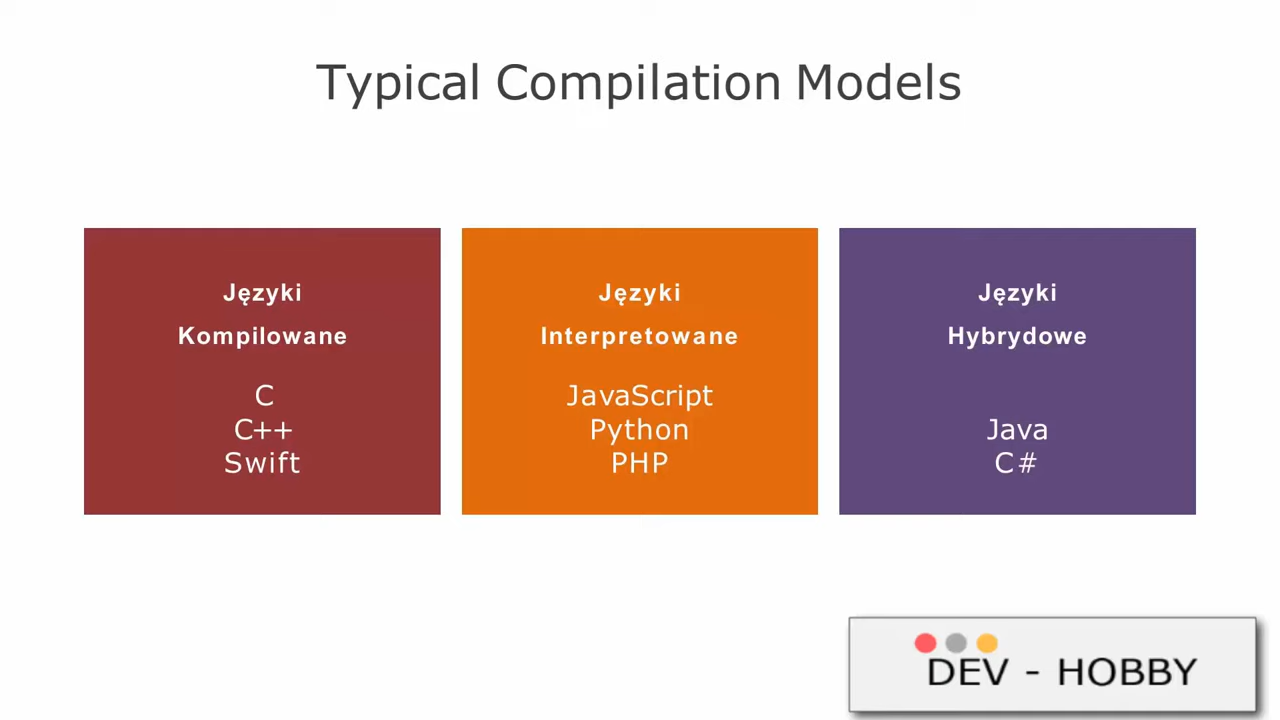 Typical Compilation Models
Języki
Kompilowane
C
C++
Swift
Języki
Interpretowane
JavaScript
Python
PHP
Języki
Hybrydowe
Java
C#
DEV - HOBBY